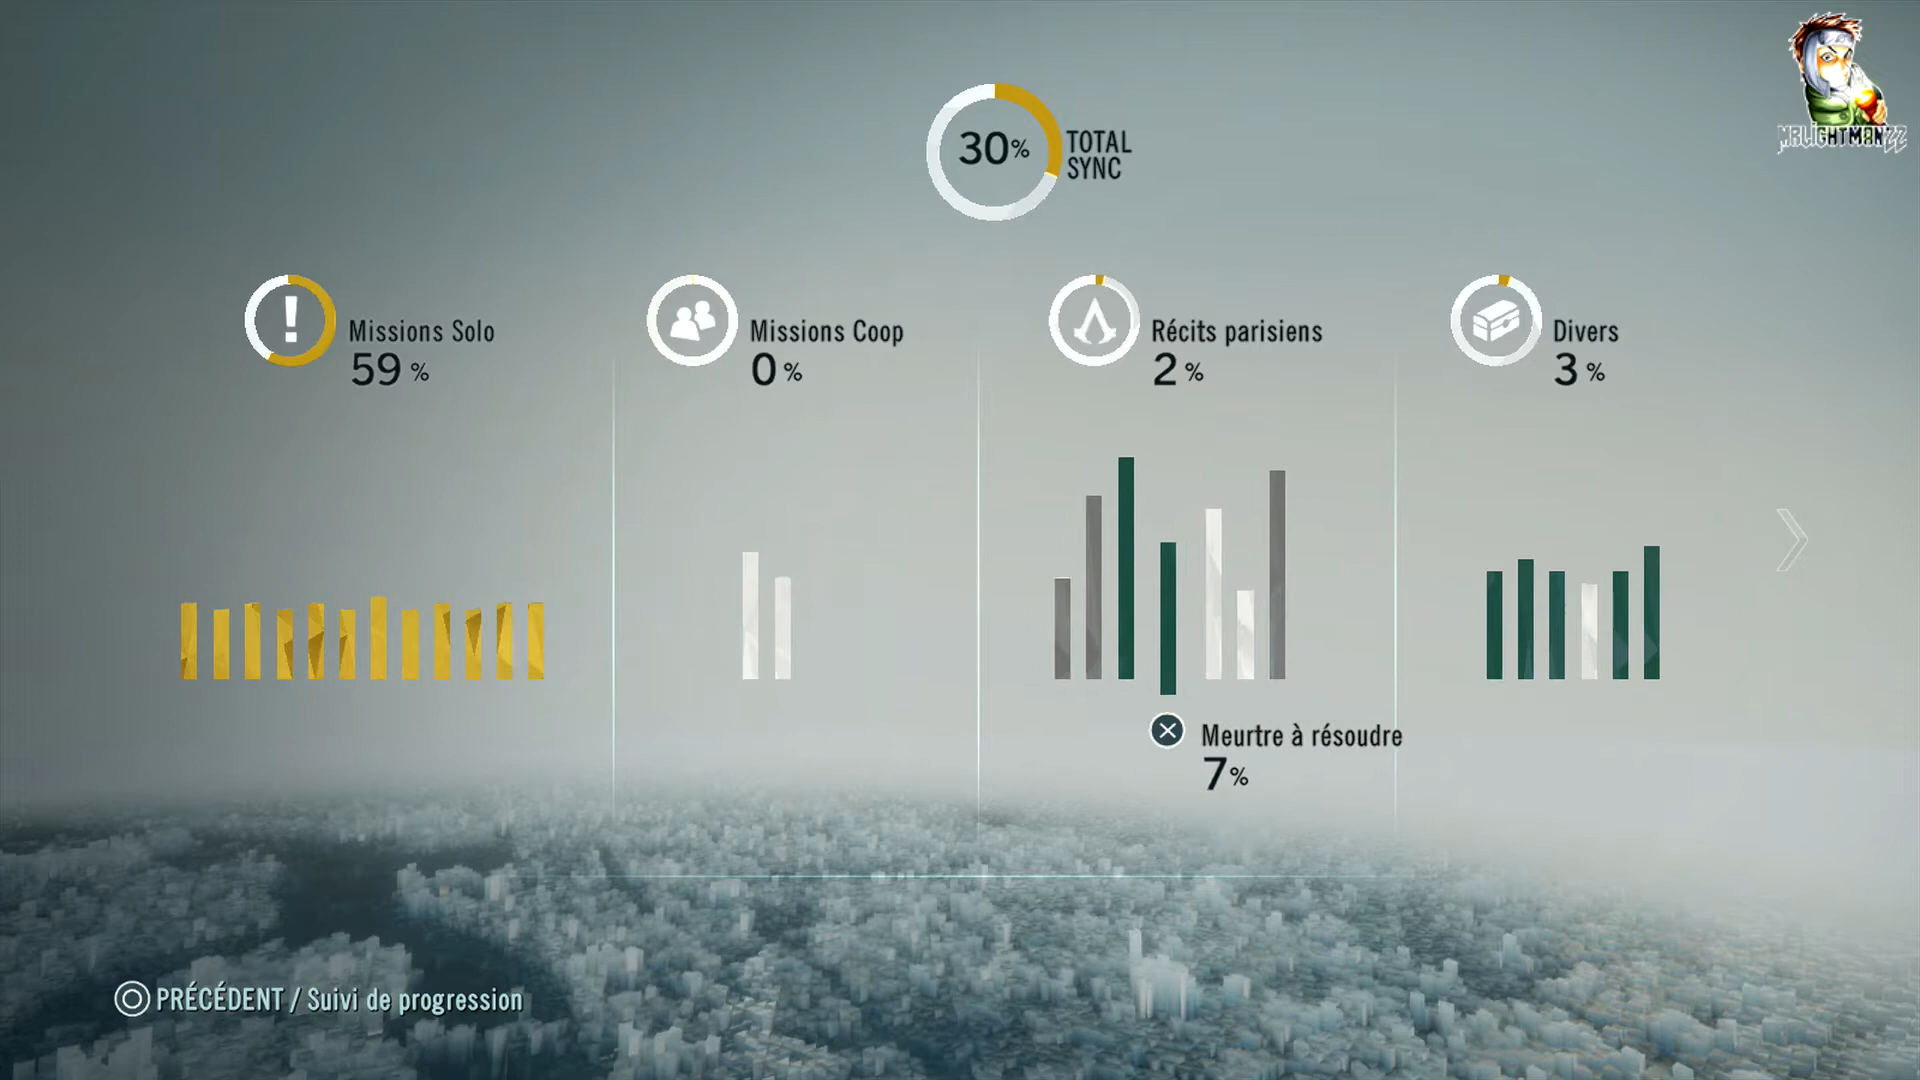 MRLIGHTMANZZ
30%
TOTAL
SYNC
Missions Solo
59 %
Missions Coop
0 %
Récits parisiens
2 %
Divers
3 %
Meurtre à résoudre
7%
PRÉCÉDENT / Suivi de progression